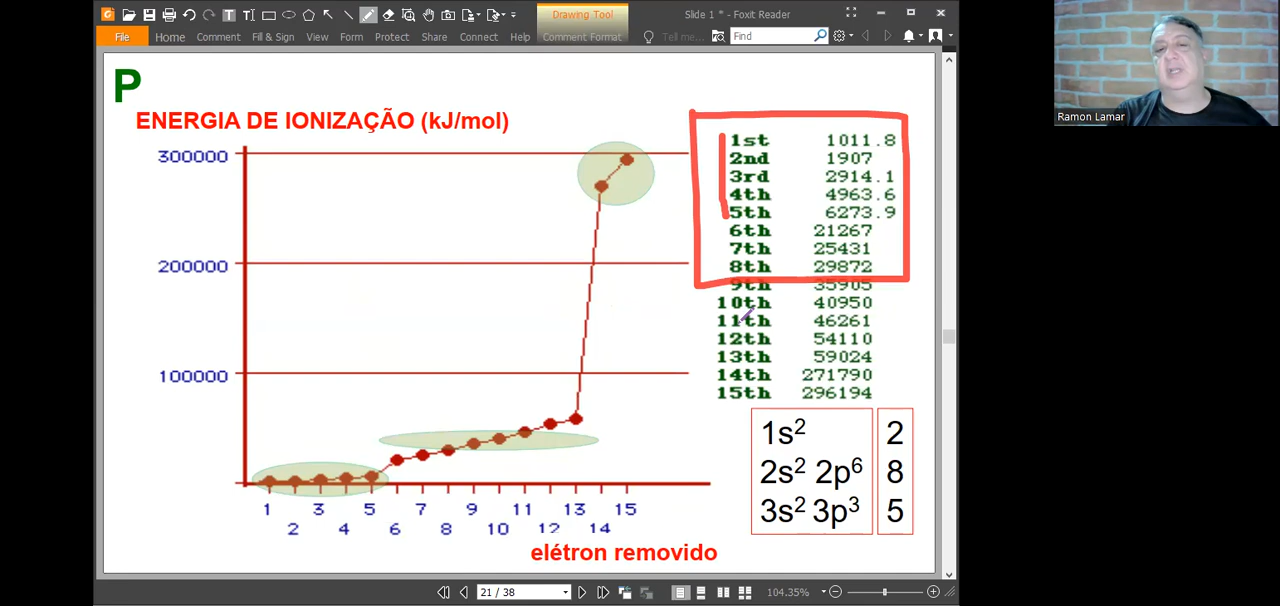 Drawing Tool
Slide 1 * - Foxit Reader
File Home Comment Fill & Sign View Form Protect Share Connect Help Comment Format Tell me... Find
P
ENERGIA DE IONIZAÇÃO (kJ/mol)
300000
200000
100000
1 3 5 7 9 11 13 15
2 4 6 8 10 12 14
elétron removido
1st 1011.8
2nd 1907
3rd 2914.1
4th 4963.6
5th 6273.9
6th 21267
7th 25431
8th 29872
9th 35905
10th 40950
11th 46261
12th 54110
13th 59024
14th 271790
15th 296194
1s² 2
2s² 2p⁶ 8
3s² 3p³ 5
21 / 38
104.35%
Ramon Lamar